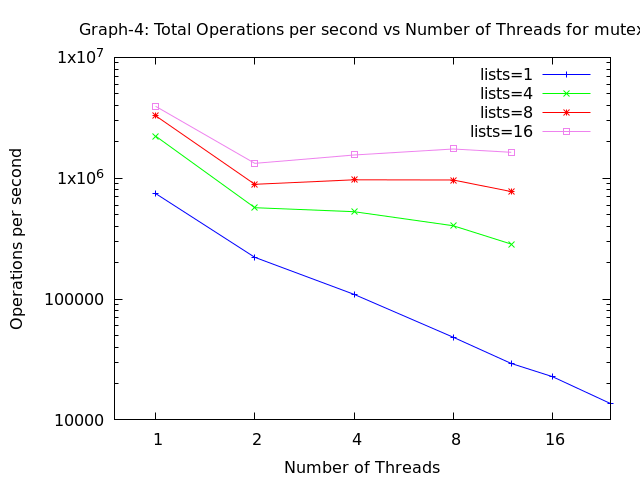 Graph-4: Total Operations per second vs Number of Threads for mutex
1x10^7
1x10^6
100000
10000
Operations per second
lists=1
lists=4
lists=8
lists=16
1 2 4 8 16
Number of Threads